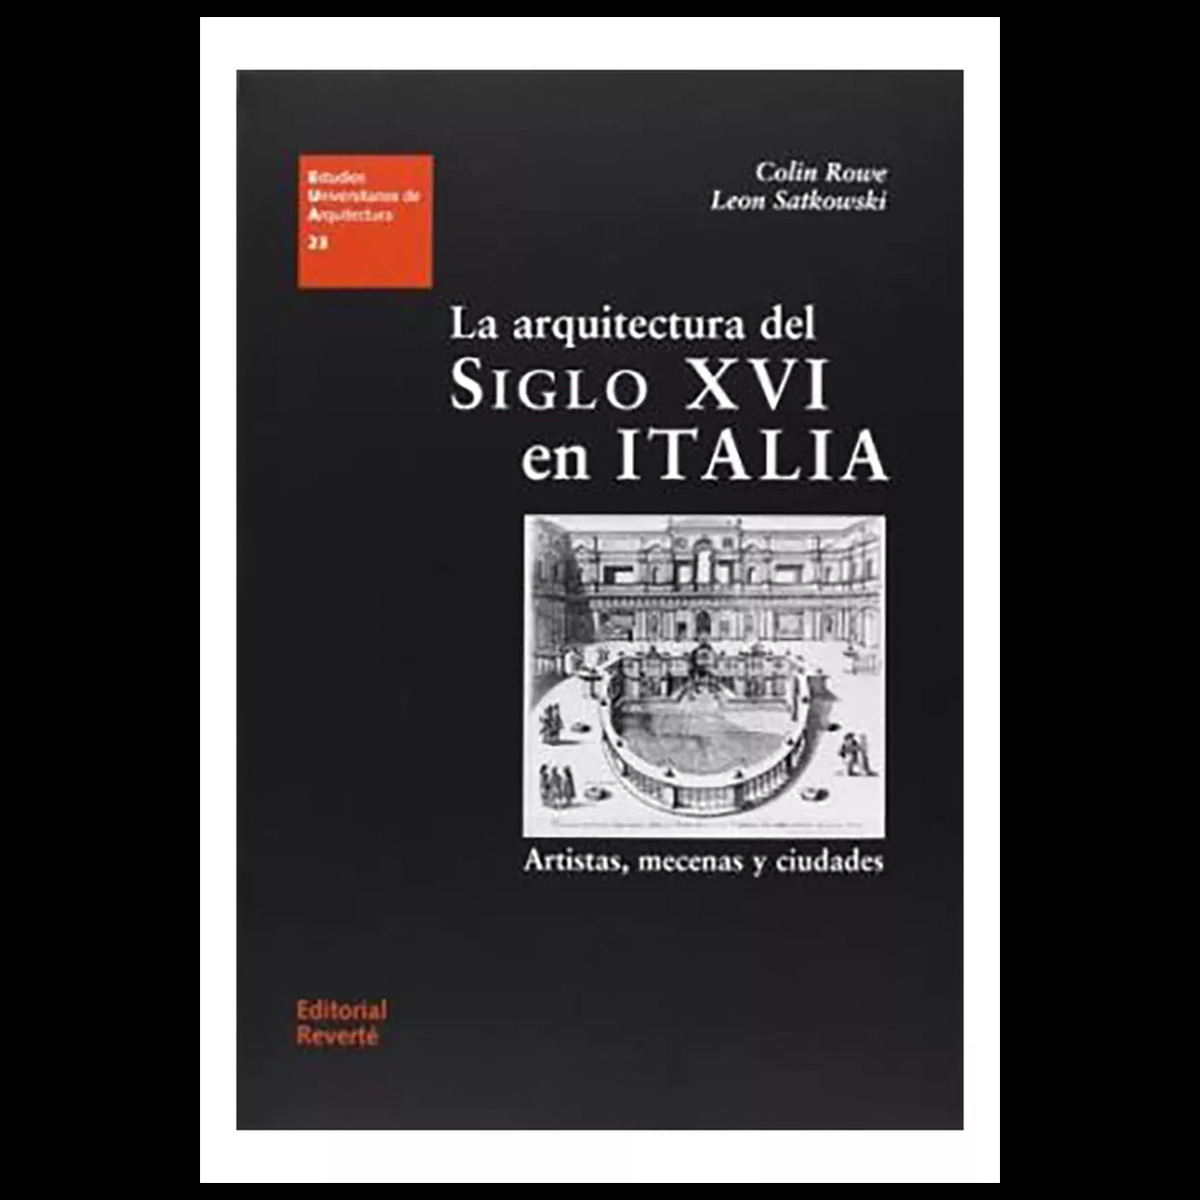 Estudios
Universitarios de
Arquitectura
23
Colin Rowe
Leon Satkowski
La arquitectura del
SIGLO XVI
en ITALIA
Artistas, mecenas y ciudades
Editorial
Reverté